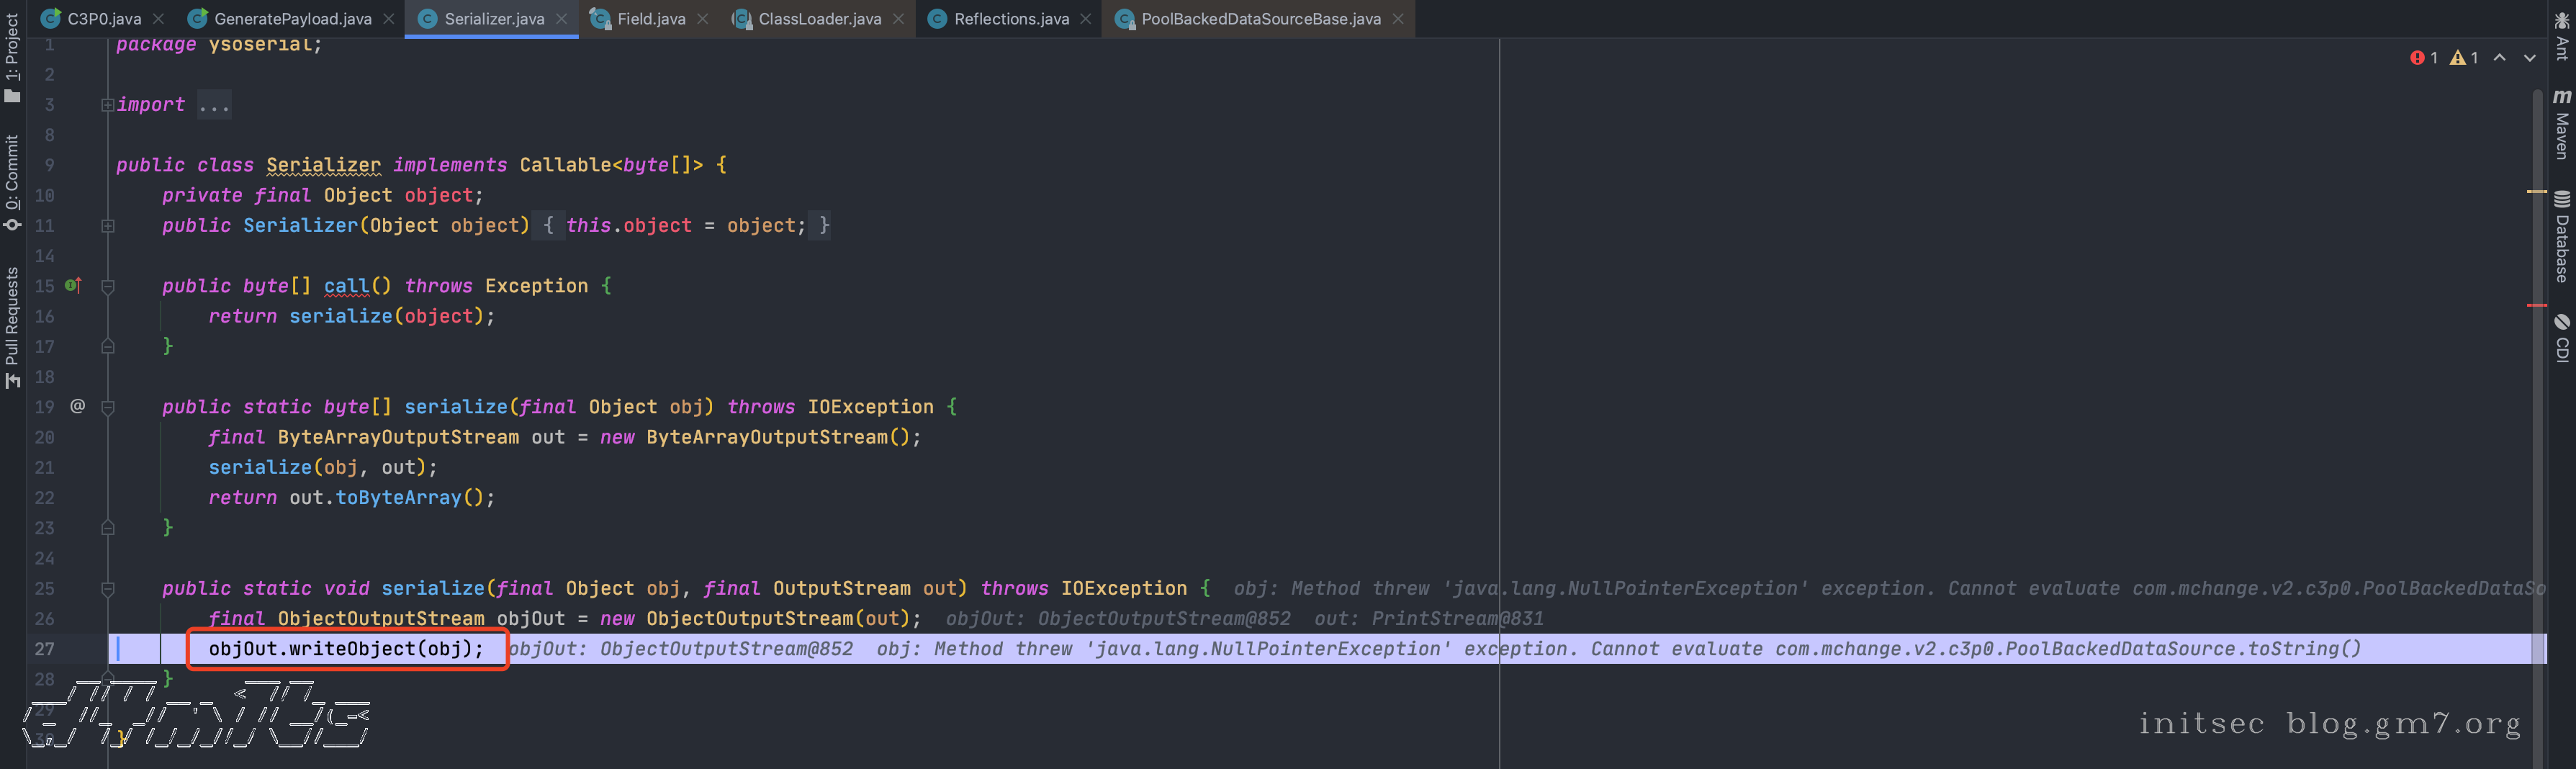 C3P0.java GeneratePayload.java Serializer.java Field.java ClassLoader.java Reflections.java PoolBackedDataSourceBase.java
1: Project
0: Commit
Pull Requests
1 package ysoserial;
2
3 import ...
8
9 public class Serializer implements Callable<byte[]> {
10 private final Object object;
11 public Serializer(Object object) { this.object = object; }
14
15 public byte[] call() throws Exception {
16 return serialize(object);
17 }
18
19 @ public static byte[] serialize(final Object obj) throws IOException {
20 final ByteArrayOutputStream out = new ByteArrayOutputStream();
21 serialize(obj, out);
22 return out.toByteArray();
23 }
24
25 public static void serialize(final Object obj, final OutputStream out) throws IOException { obj: Method threw 'java.lang.NullPointerException' exception. Cannot evaluate com.mchange.v2.c3p0.PoolBackedDataSo
26 final ObjectOutputStream objOut = new ObjectOutputStream(out); objOut: ObjectOutputStream@852 out: PrintStream@831
27 objOut.writeObject(obj); objOut: ObjectOutputStream@852 obj: Method threw 'java.lang.NullPointerException' exception. Cannot evaluate com.mchange.v2.c3p0.PoolBackedDataSource.toString()
28 }
29
30 }
1 1
Ant
Maven
Database
CDI
initsec blog.gm7.org